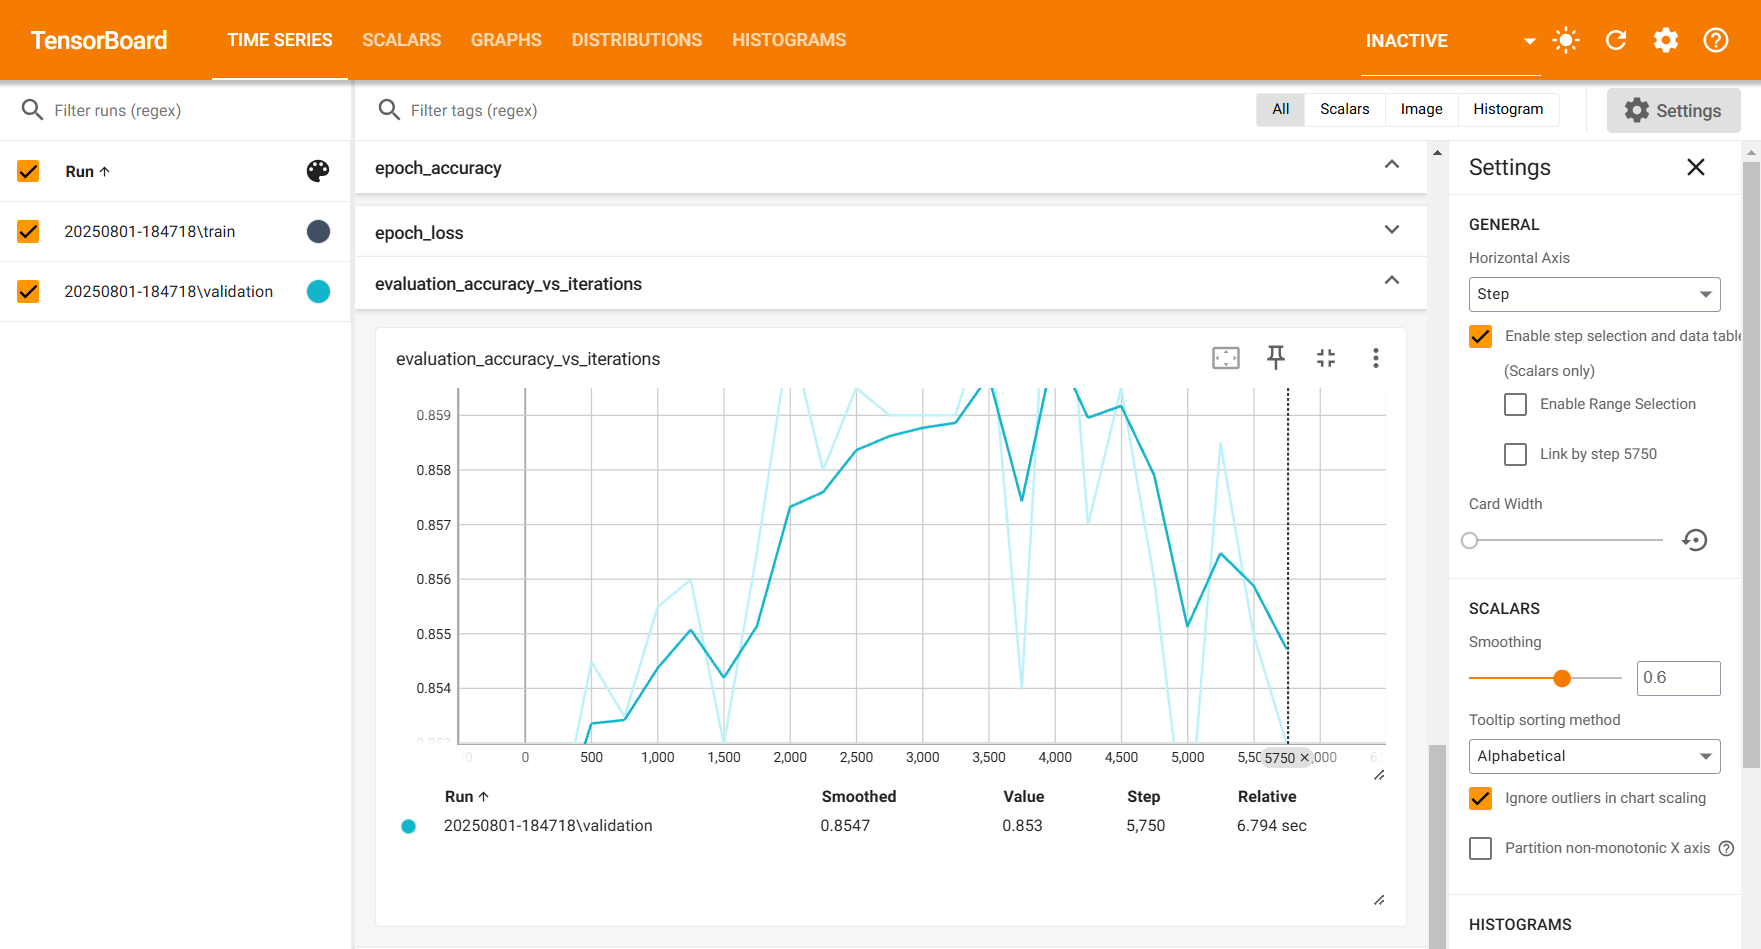 TensorBoard TIME SERIES SCALARS GRAPHS DISTRIBUTIONS HISTOGRAMS INACTIVE
Filter runs (regex)
Filter tags (regex) All Scalars Image Histogram Settings
Run
20250801-184718\train
20250801-184718\validation
epoch_accuracy
epoch_loss
evaluation_accuracy_vs_iterations
evaluation_accuracy_vs_iterations
0.859
0.858
0.857
0.856
0.855
0.854
0 500 1,000 1,500 2,000 2,500 3,000 3,500 4,000 4,500 5,000 5750
Run Smoothed Value Step Relative
20250801-184718\validation 0.8547 0.853 5,750 6.794 sec
Settings
GENERAL
Horizontal Axis
Step
Enable step selection and data table
(Scalars only)
Enable Range Selection
Link by step 5750
Card Width
SCALARS
Smoothing
0.6
Tooltip sorting method
Alphabetical
Ignore outliers in chart scaling
Partition non-monotonic X axis
HISTOGRAMS